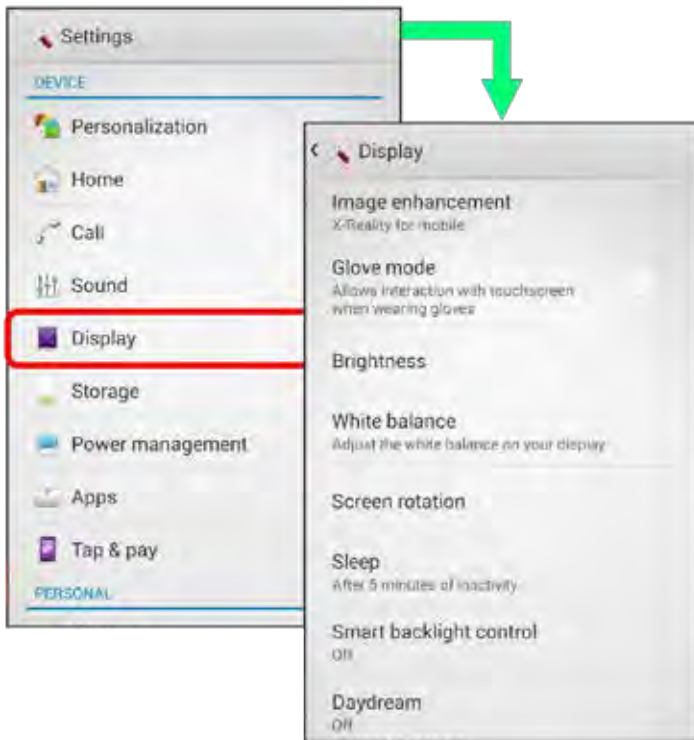 Settings
DEVICE
Personalization
Home
Call
Sound
Display
Storage
Power management
Apps
Tap & pay
PERSONAL
Display
Image enhancement
X-Reality for mobile
Glove mode
Allows interaction with touchscreen
when wearing gloves
Brightness
White balance
Adjust the white balance on your display
Screen rotation
Sleep
After 5 minutes of inactivity
Smart backlight control
Off
Daydream
Off